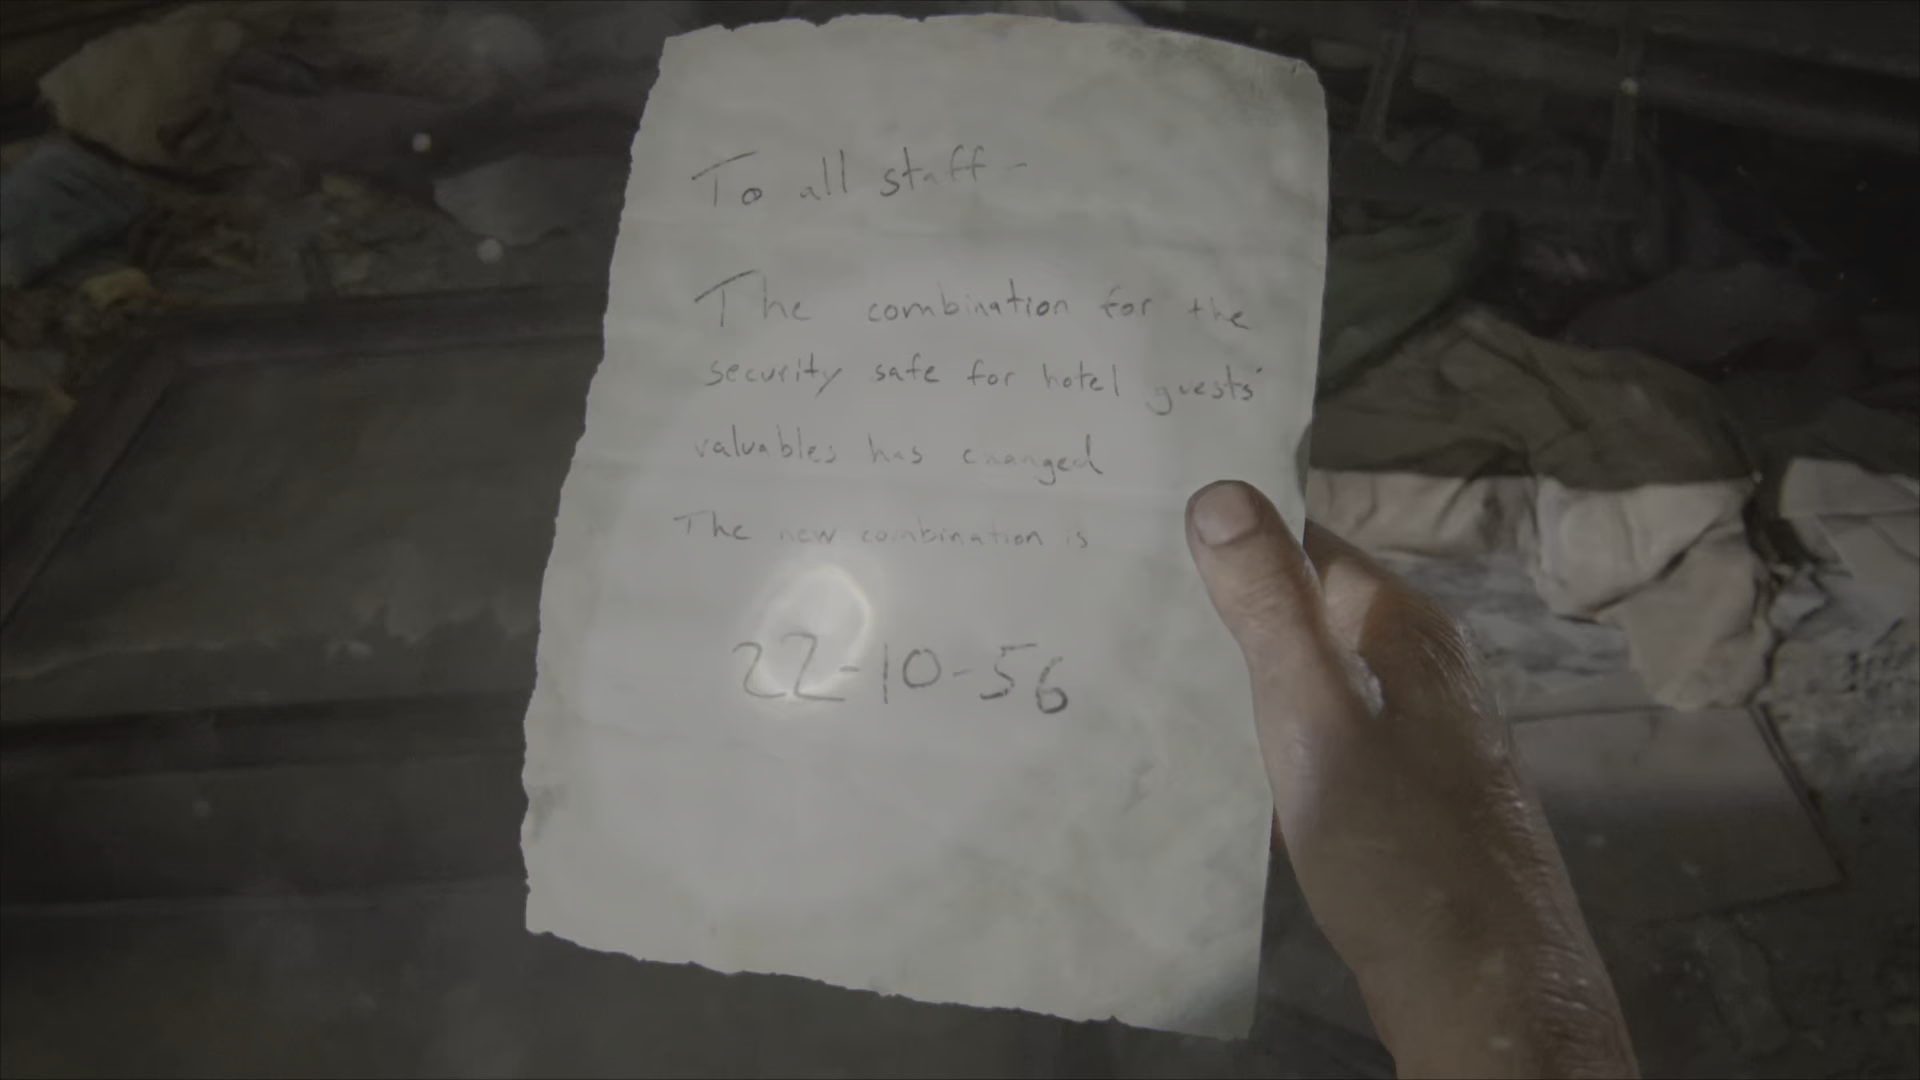 To all staff -
The combination for the
security safe for hotel guests'
valuables has changed
The new combination is
22-10-56